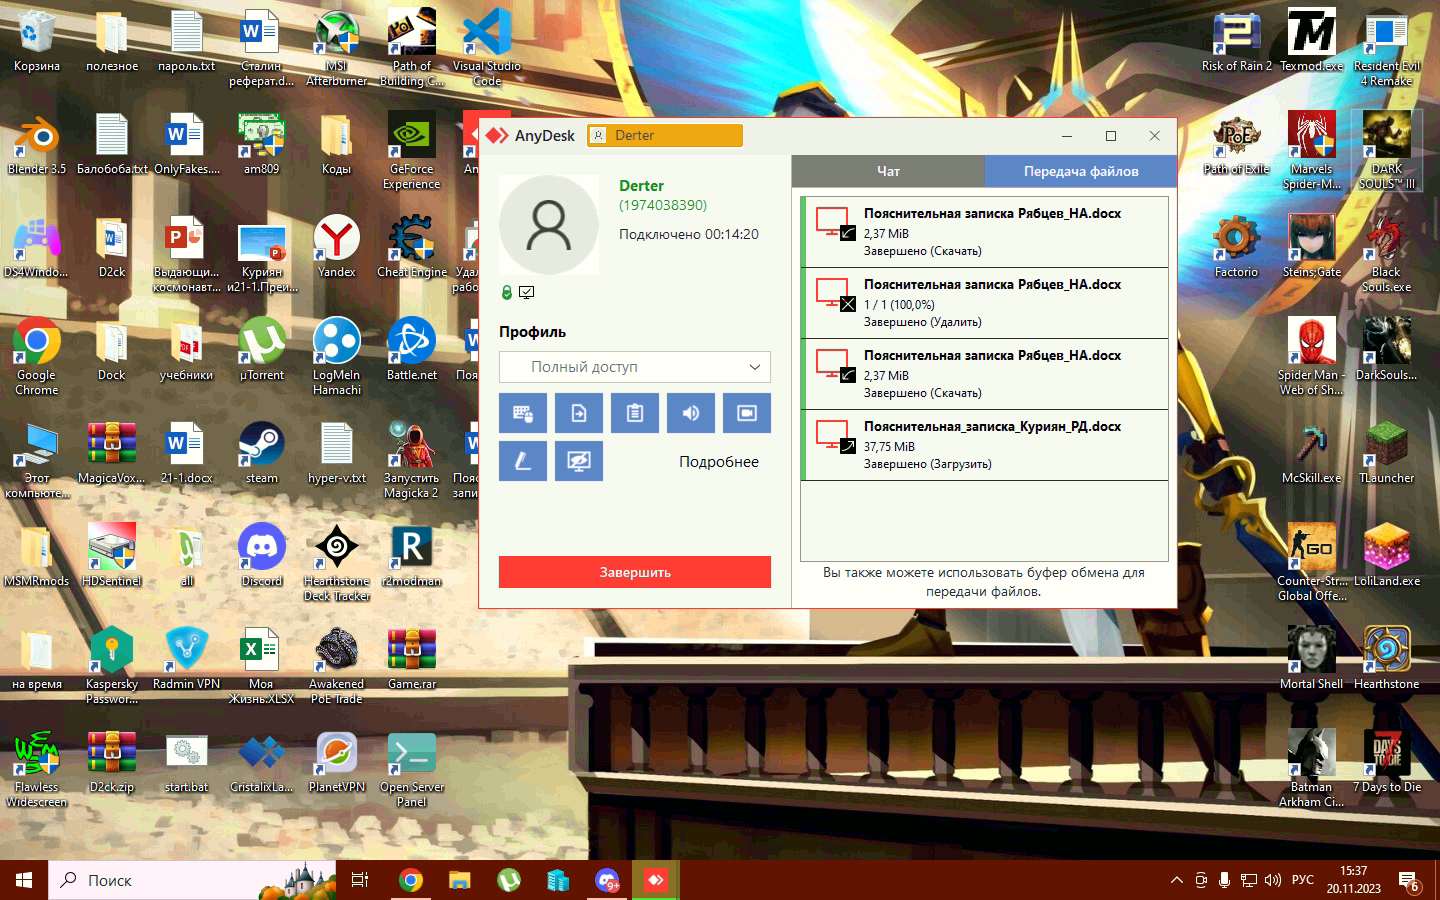 Корзина
полезное
пароль.txt
Сталин
реферат.d...
MSI
Afterburner
Path of
Building C...
Visual Studio
Code
Risk of Rain 2
Texmod.exe
Resident Evil
4 Remake
Blender 3.5
Балобоба.txt
OnlyFakes....
am809
Коды
GeForce
Experience
An
Path of Exile
Marvels
Spider-M...
DARK
SOULS™ III
DS4Windo...
D2ck
Выдающи...
космонавт...
Куриян
и21-1.През...
Yandex
Cheat Engine
Удал
рабо
Factorio
Steins;Gate
Black
Souls.exe
Google
Chrome
Dock
учебники
µTorrent
LogMeIn
Hamachi
Battle.net
Поя
Spider Man -
Web of Sh...
DarkSouls...
Этот
компьюте...
MagicaVox...
21-1.docx
steam
hyper-v.txt
Запустить
Magicka 2
Пояс
запи
McSkill.exe
TLauncher
MSMRmods
HDSentinel
all
Discord
Hearthstone
Deck Tracker
r2modman
Counter-Str...
Global Offe...
LoliLand.exe
на время
Kaspersky
Passwor...
Radmin VPN
Моя
Жизнь.XLSX
Awakened
PoE Trade
Game.rar
Mortal Shell
Hearthstone
Flawless
Widescreen
D2ck.zip
start.bat
CristalixLa...
PlanetVPN
Open Server
Panel
Batman
Arkham Ci...
7 Days to Die
AnyDesk
Derter
Derter
(1974038390)
Подключено 00:14:20
Профиль
Полный доступ
Подробнее
Завершить
Чат
Передача файлов
Пояснительная записка Рябцев_НА.docx
2,37 MiB
Завершено (Скачать)
Пояснительная записка Рябцев_НА.docx
1 / 1 (100,0%)
Завершено (Удалить)
Пояснительная записка Рябцев_НА.docx
2,37 MiB
Завершено (Скачать)
Пояснительная_записка_Куриян_РД.docx
37,75 MiB
Завершено (Загрузить)
Вы также можете использовать буфер обмена для
передачи файлов.
Поиск
9+
РУС
15:37
20.11.2023
6